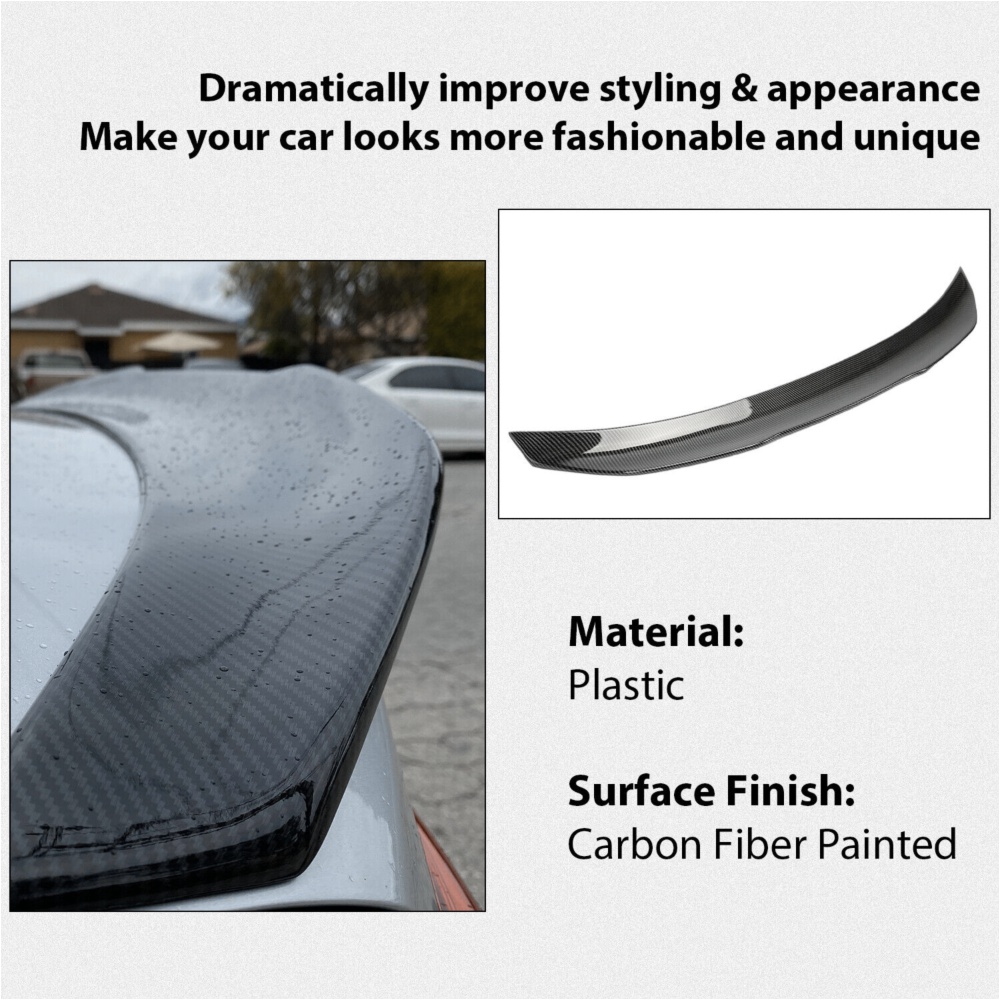 Dramatically improve styling & appearance
Make your car looks more fashionable and unique
Material:
Plastic
Surface Finish:
Carbon Fiber Painted